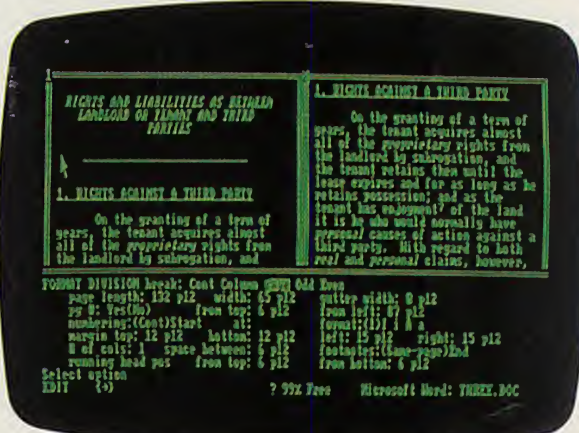 1
RIGHTS AND LIABILITIES AS BETWEEN
LANDLORD OR TENANT AND THIRD
PARTIES
1. RIGHTS AGAINST A THIRD PARTY
On the granting of a term of
years, the tenant acquires almost
all of the proprietary rights from
the landlord by subrogation, and
1. RIGHTS AGAINST A THIRD PARTY
On the granting of a term of
years, the tenant acquires almost
all of the proprietary rights from
the landlord by subrogation, and
the tenant retains them until the
lease expires and for as long as he
retains possession; and as the
tenant has enjoyment of the land
it is he who would normally have
personal causes of action against a
third party. With regard to both
real and personal claims, however,
FORMAT DIVISION break: Cont Column Page Odd Even
page length: 132 p12 width: 65 p12 gutter width: 0 p12
pg #: Yes(No) from top: 6 p12 from left: 87 p12
numbering:(Cont)Start at: format:(1)I i A a
margin top: 12 p12 bottom: 12 p12 left: 15 p12 right: 15 p12
# of cols: 1 space between: 6 p12 footnotes:(Same-page)End
running head pos from top: 6 p12 from bottom: 6 p12
Select option
EDIT {→} ? 99% Free Microsoft Word: THREE.DOC